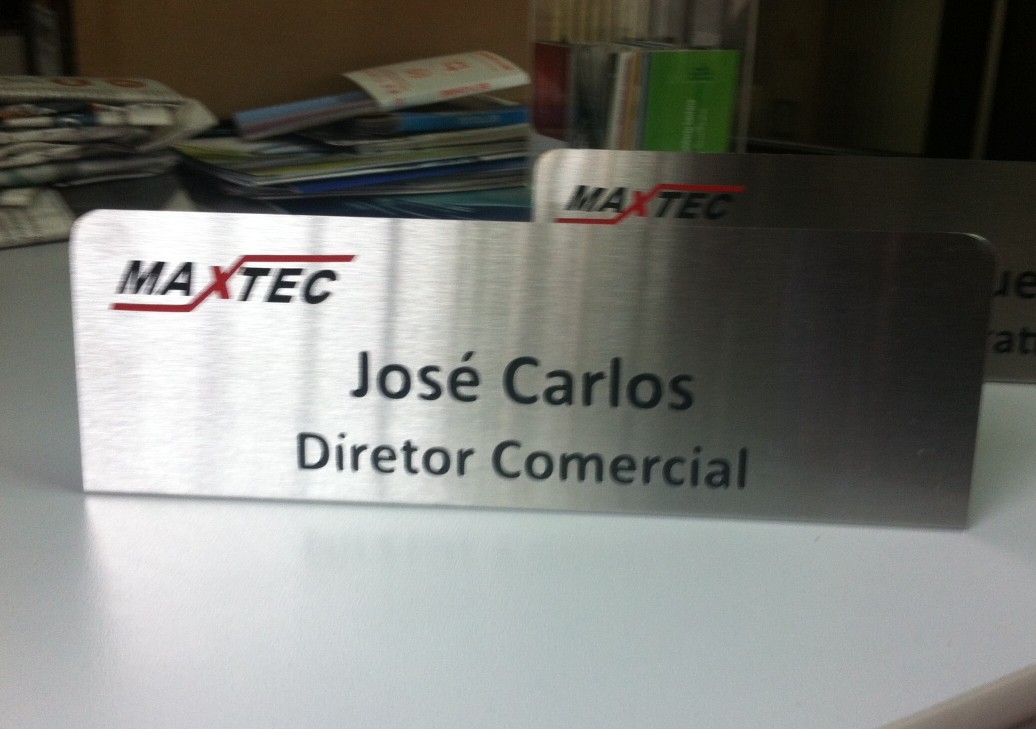 MAXTEC
José Carlos
Diretor Comercial
MAXTEC